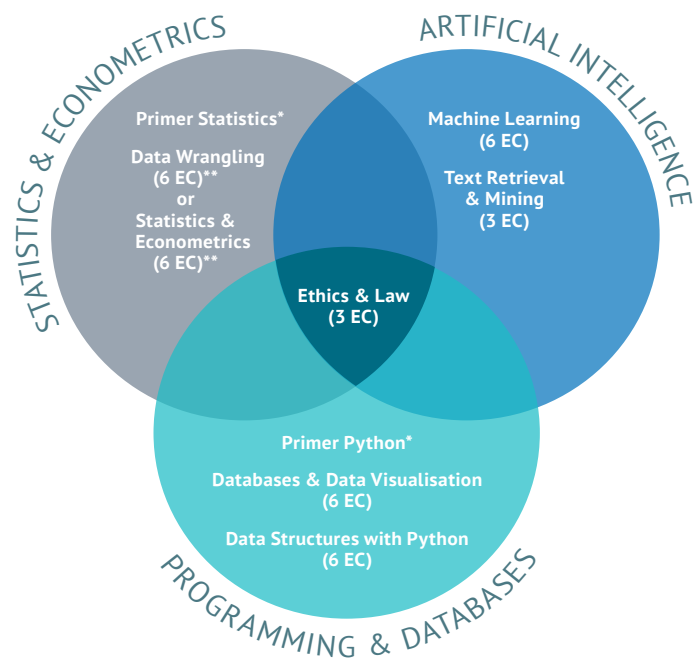 STATISTICS & ECONOMETRICS
ARTIFICIAL INTELLIGENCE
Primer Statistics*
Data Wrangling
(6 EC)**
or
Statistics &
Econometrics
(6 EC)**
Machine Learning
(6 EC)
Text Retrieval
& Mining
(3 EC)
Ethics & Law
(3 EC)
Primer Python*
Databases & Data Visualisation
(6 EC)
Data Structures with Python
(6 EC)
PROGRAMMING & DATABASES